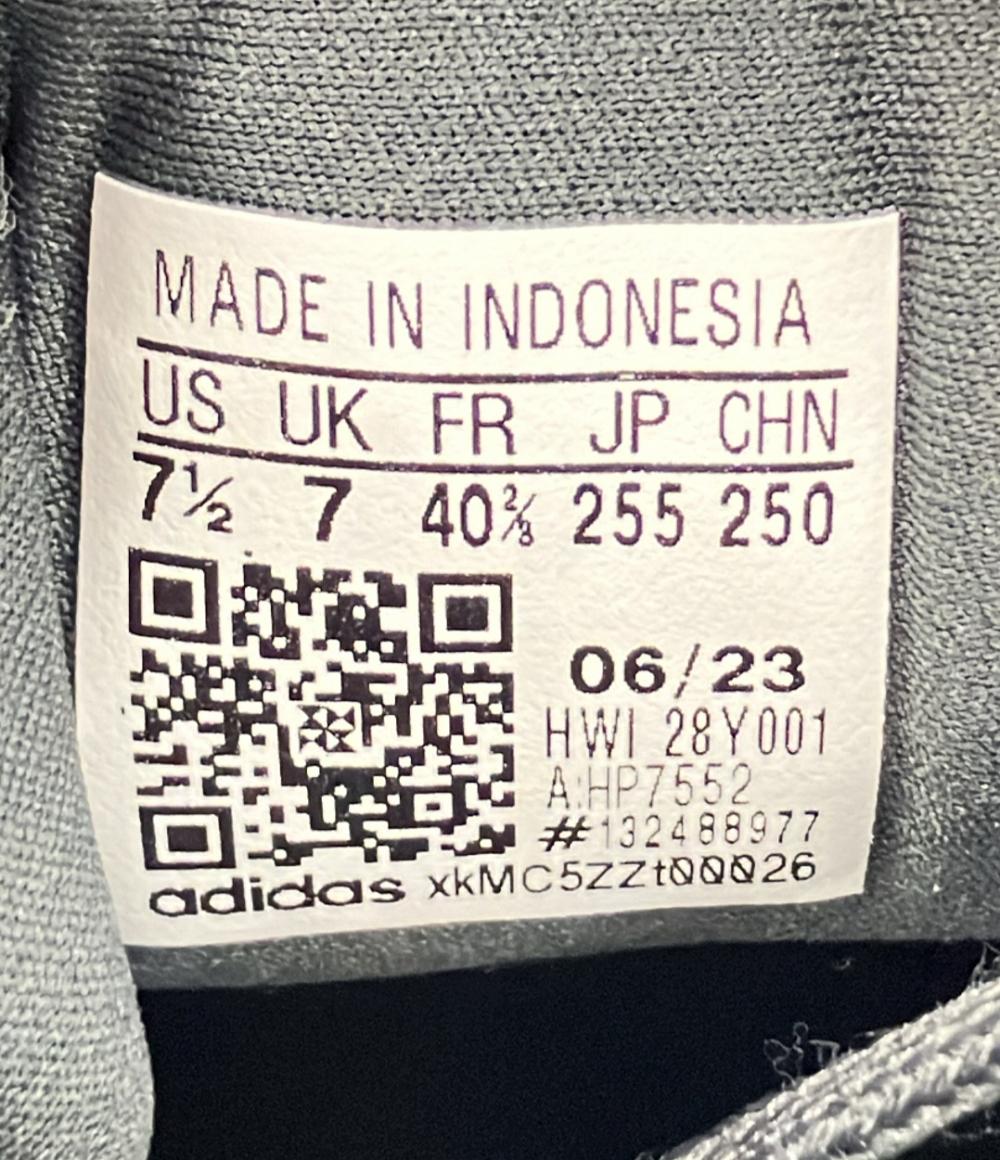 MADE IN INDONESIA
US UK FR JP CHN
7½ 7 40⅔ 255 250
06/23
HWI 28Y001
A:HP7552
#132488977
adidas xkMC5ZZt00026